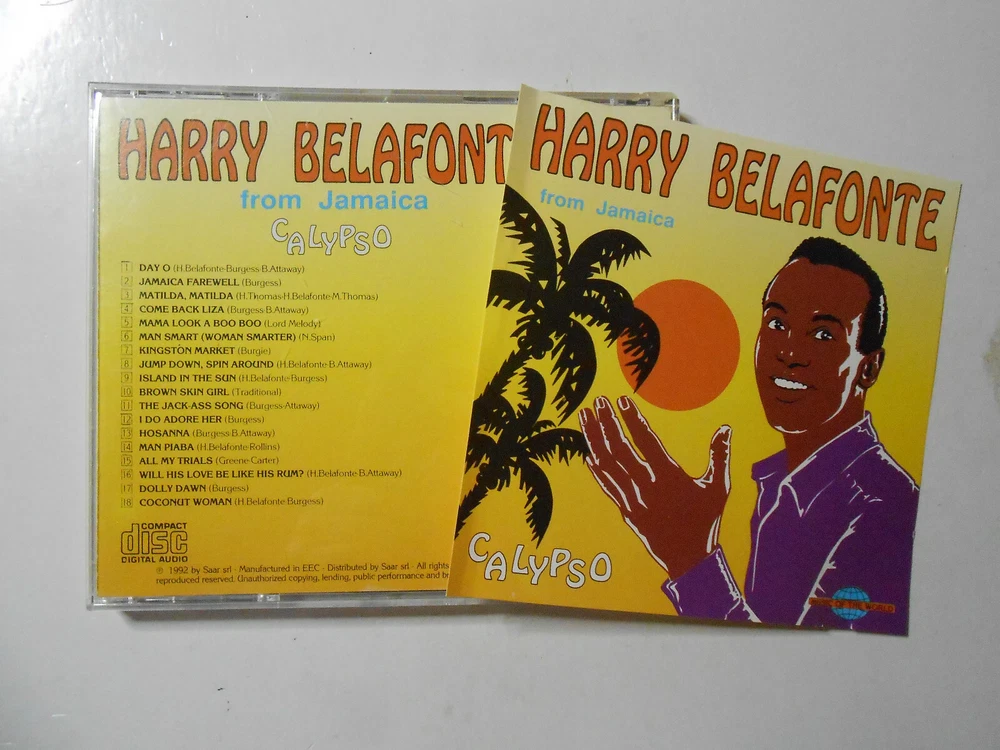 HARRY BELAFONT
from Jamaica
CALYPSO
1 DAY O (H.Belafonte-Burgess-B.Attaway)
2 JAMAICA FAREWELL (Burgess)
3 MATILDA, MATILDA (H.Thomas-H.Belafonte-M.Thomas)
4 COME BACK LIZA (H.Belafonte-Burgess-B.Attaway)
5 MAMA LOOK A BOO BOO (Lord Melody)
6 MAN SMART (WOMAN SMARTER) (N.Span)
7 KINGSTON MARKET (Burgie)
8 JUMP DOWN, SPIN AROUND (H.Belafonte-B.Attaway)
9 ISLAND IN THE SUN (H.Belafonte-Burgess)
10 BROWN SKIN GIRL (Traditional)
11 THE JACK-ASS SONG (Burgess-Attaway)
12 I DO ADORE HER (Burgess)
13 HOSANNA (Burgess-B.Attaway)
14 MAN PIABA (H.Belafonte-Rollins)
15 ALL MY TRIALS (Greene-Carter)
16 WILL HIS LOVE BE LIKE HIS RUM? (H.Belafonte-B.Attaway)
17 DOLLY DAWN (Burgess)
18 COCONUT WOMAN (H.Belafonte-Burgess)
COMPACT
disc
DIGITAL AUDIO
℗ 1992 by Saar srl · Manufactured in EEC · Distributed by Saar srl · All rights
reproduced reserved. Unauthorized copying, lending, public performance and br
HARRY BELAFONTE
from Jamaica
CALYPSO
MUSIC OF THE WORLD